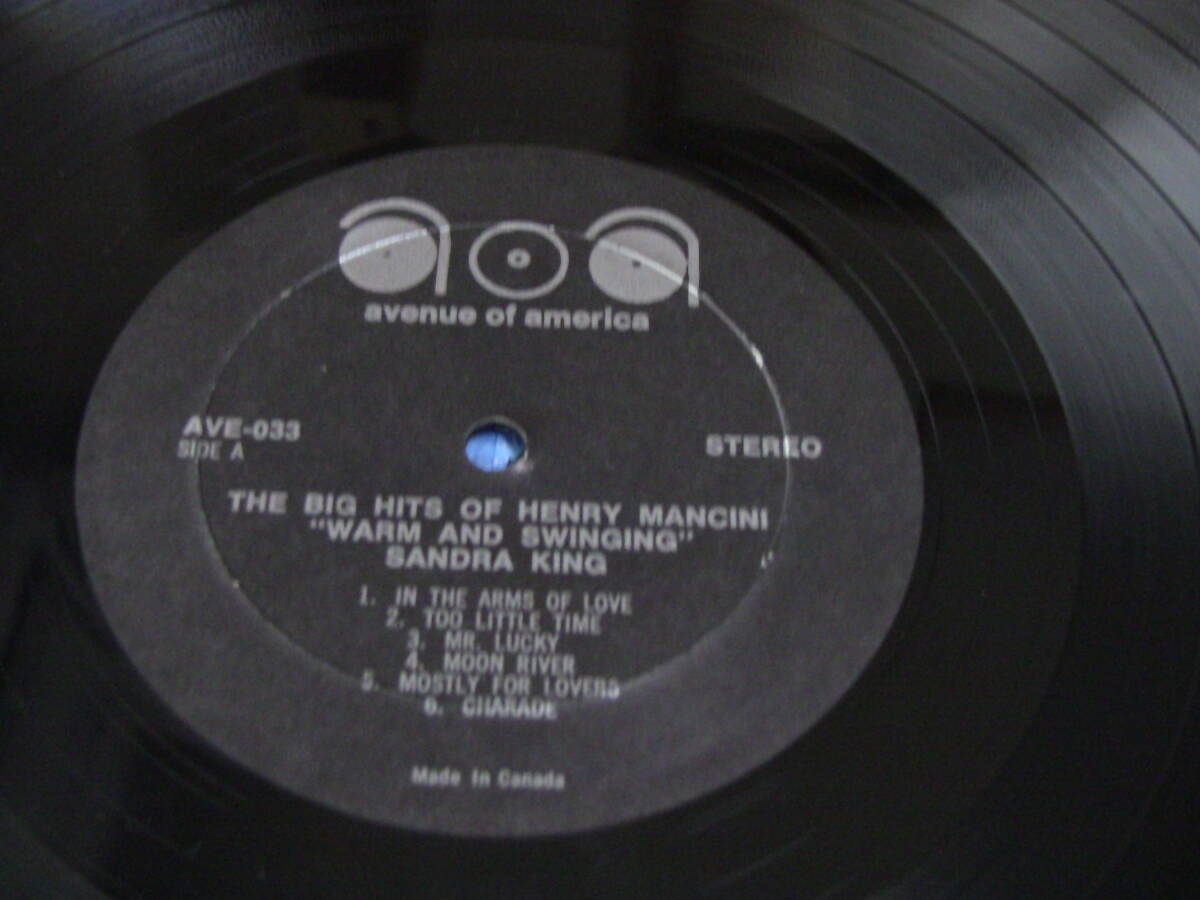 aoa
avenue of america
AVE-033
STEREO
SIDE A
THE BIG HITS OF HENRY MANCINI
"WARM AND SWINGING"
SANDRA KING
1. IN THE ARMS OF LOVE
2. TOO LITTLE TIME
3. MR. LUCKY
4. MOON RIVER
5. MOSTLY FOR LOVERS
6. CHARADE
Made In Canada